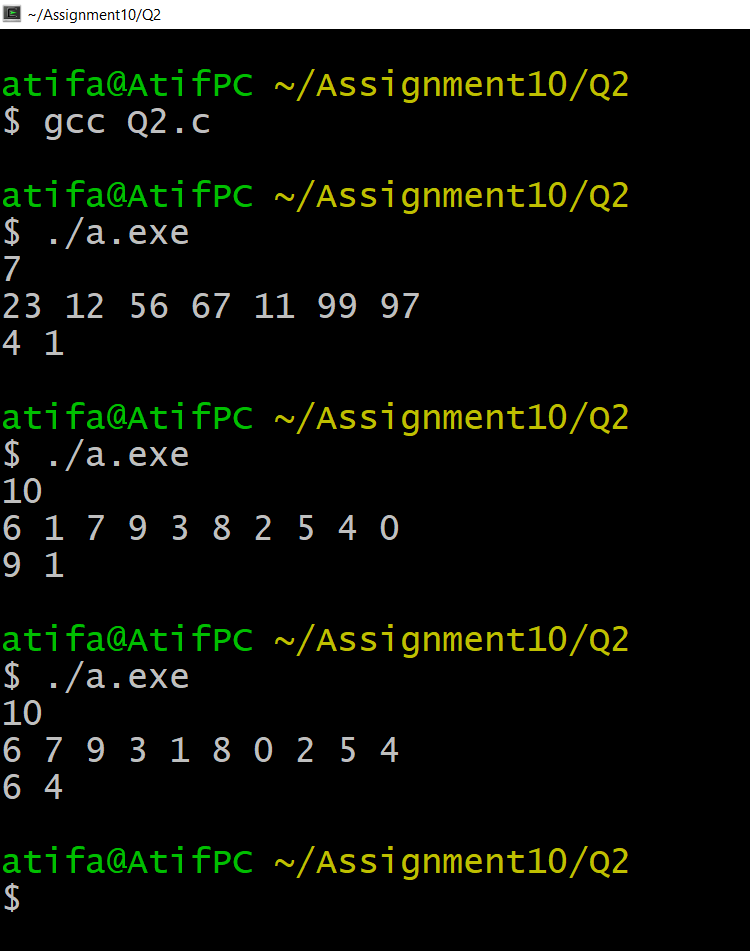 ~/Assignment10/Q2
atifa@AtifPC ~/Assignment10/Q2
$ gcc Q2.c
atifa@AtifPC ~/Assignment10/Q2
$ ./a.exe
7
23 12 56 67 11 99 97
4 1
atifa@AtifPC ~/Assignment10/Q2
$ ./a.exe
10
6 1 7 9 3 8 2 5 4 0
9 1
atifa@AtifPC ~/Assignment10/Q2
$ ./a.exe
10
6 7 9 3 1 8 0 2 5 4
6 4
atifa@AtifPC ~/Assignment10/Q2
$